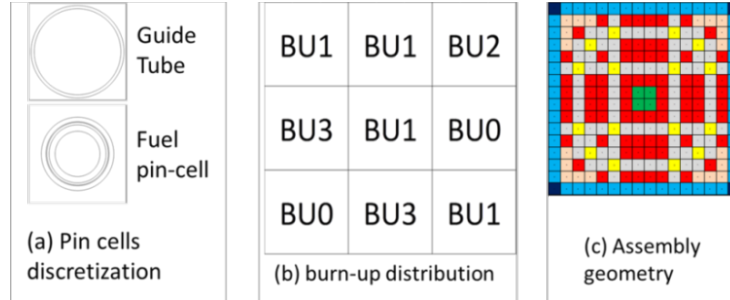 Guide
Tube
Fuel
pin-cell
(a) Pin cells
discretization
BU1 BU1 BU2
BU3 BU1 BU0
BU0 BU3 BU1
(b) burn-up distribution
(c) Assembly
geometry